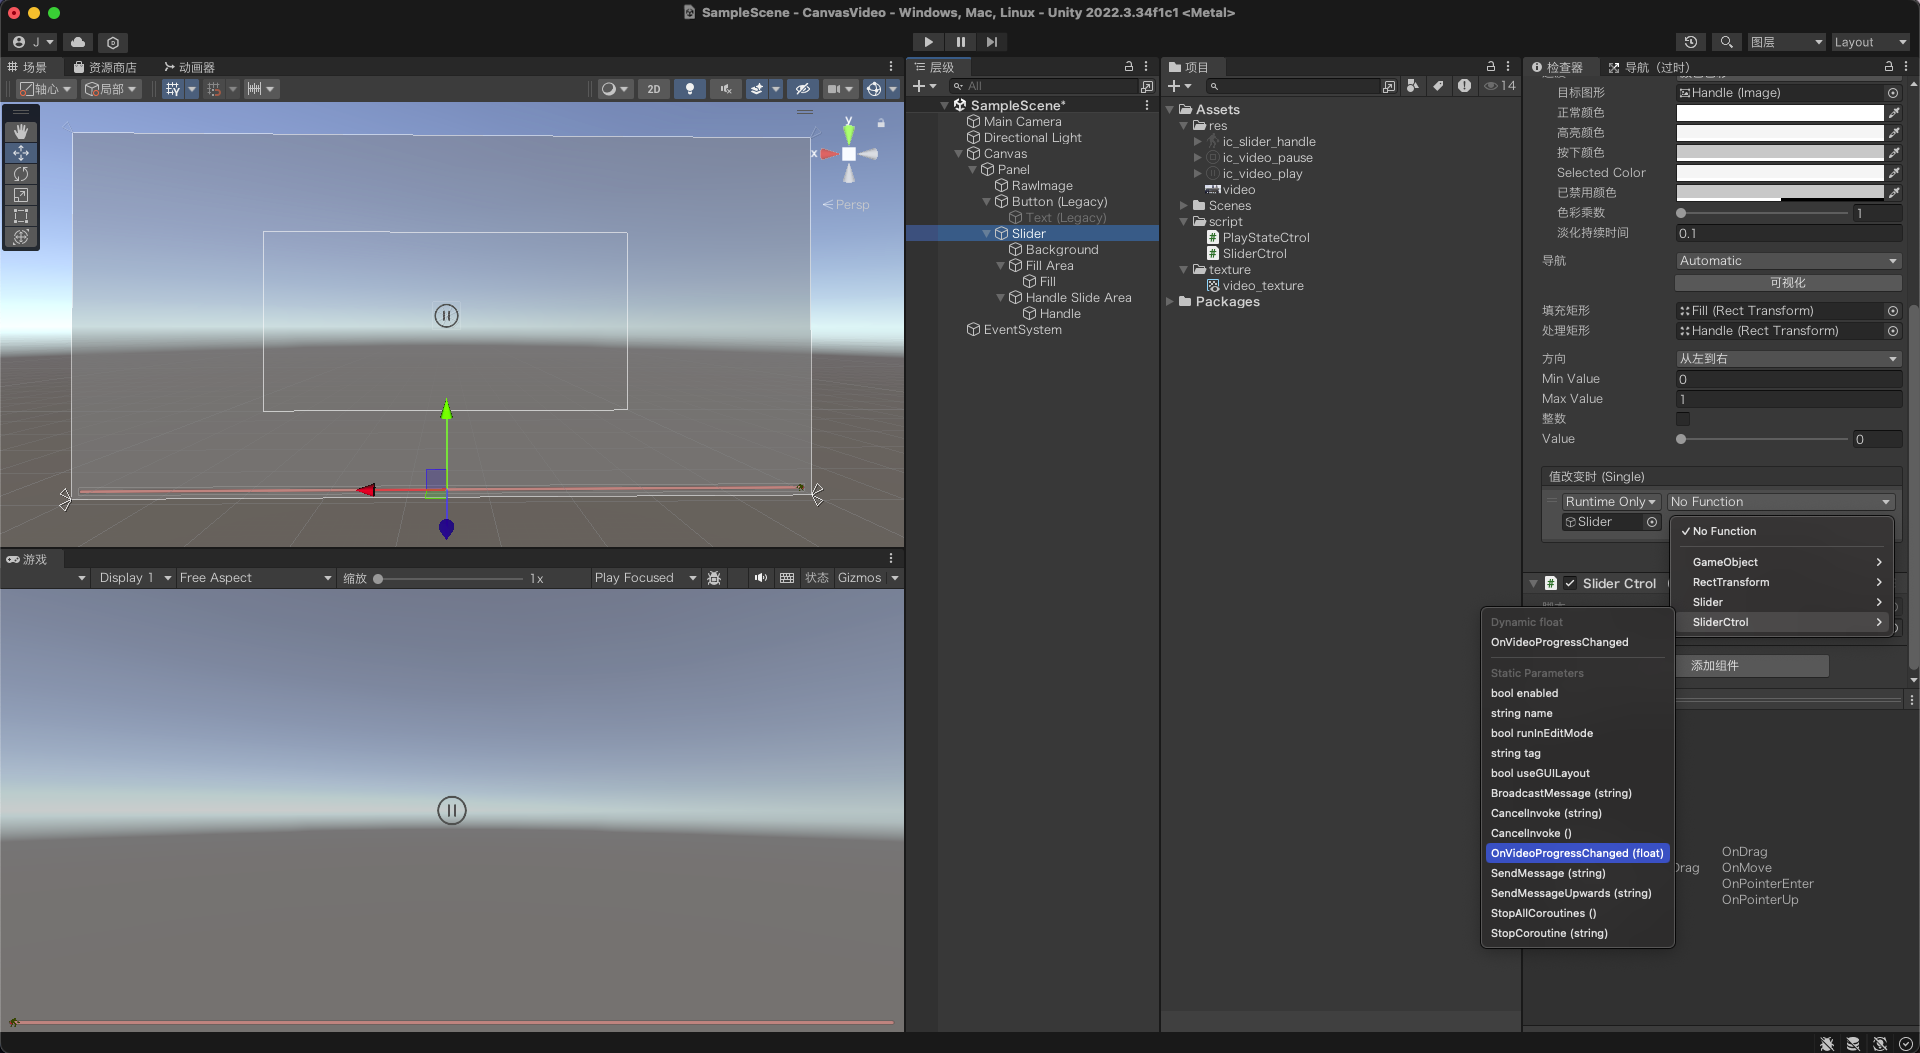 SampleScene - CanvasVideo - Windows, Mac, Linux - Unity 2022.3.34f1c1 <Metal>
J
图层
Layout
场景
资源商店
动画器
轴心
局部
2D
y
x
Persp
游戏
Display 1
Free Aspect
缩放
1x
Play Focused
状态
Gizmos
层级
All
SampleScene*
Main Camera
Directional Light
Canvas
Panel
RawImage
Button (Legacy)
Text (Legacy)
Slider
Background
Fill Area
Fill
Handle Slide Area
Handle
EventSystem
项目
14
Assets
res
ic_slider_handle
ic_video_pause
ic_video_play
video
Scenes
script
PlayStateCtrol
SliderCtrol
texture
video_texture
Packages
检查器
导航（过时）
目标图形
Handle (Image)
正常颜色
高亮颜色
按下颜色
Selected Color
已禁用颜色
色彩乘数
1
淡化持续时间
0.1
导航
Automatic
可视化
填充矩形
Fill (Rect Transform)
处理矩形
Handle (Rect Transform)
方向
从左到右
Min Value
0
Max Value
1
整数
Value
0
值改变时 (Single)
Runtime Only
No Function
Slider
No Function
GameObject
RectTransform
Slider
SliderCtrol
Slider Ctrol
添加组件
Dynamic float
OnVideoProgressChanged
Static Parameters
bool enabled
string name
bool runInEditMode
string tag
bool useGUILayout
BroadcastMessage (string)
CancelInvoke (string)
CancelInvoke ()
OnVideoProgressChanged (float)
SendMessage (string)
SendMessageUpwards (string)
StopAllCoroutines ()
StopCoroutine (string)
OnDrag
Drag
OnMove
OnPointerEnter
OnPointerUp